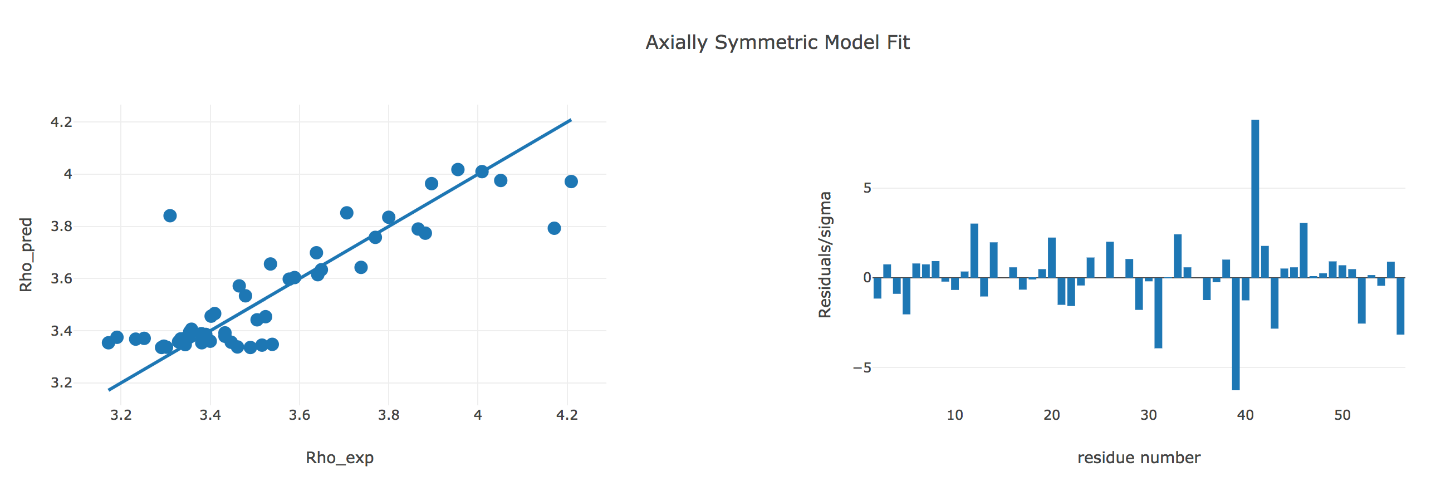 Axially Symmetric Model Fit
Rho_pred
4.2
4
3.8
3.6
3.4
3.2
3.2 3.4 3.6 3.8 4 4.2
Rho_exp
Residuals/sigma
5
0
−5
10 20 30 40 50
residue number